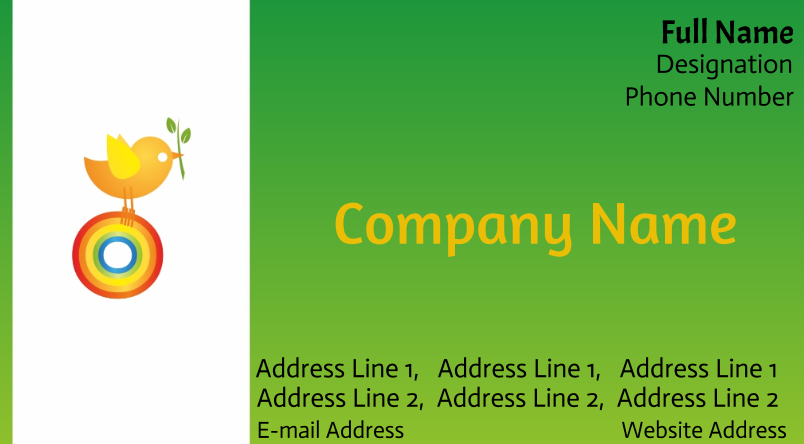 Full Name
Designation
Phone Number
Company Name
Address Line 1, Address Line 1, Address Line 1
Address Line 2, Address Line 2, Address Line 2
E-mail Address Website Address